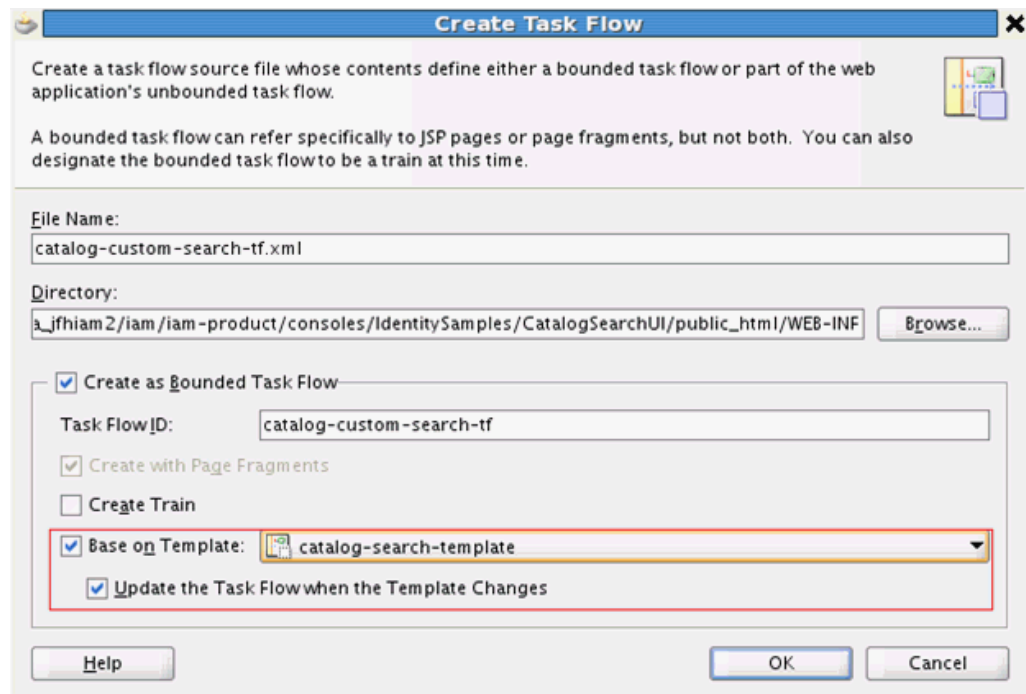 Create Task Flow
Create a task flow source file whose contents define either a bounded task flow or part of the web
application's unbounded task flow.
A bounded task flow can refer specifically to JSP pages or page fragments, but not both. You can also
designate the bounded task flow to be a train at this time.
File Name:
catalog-custom-search-tf.xml
Directory:
a_jfhiam2/iam/iam-product/consoles/IdentitySamples/CatalogSearchUI/public_html/WEB-INF Browse...
Create as Bounded Task Flow
Task Flow ID: catalog-custom-search-tf
Create with Page Fragments
Create Train
Base on Template: catalog-search-template
Update the Task Flow when the Template Changes
Help OK Cancel